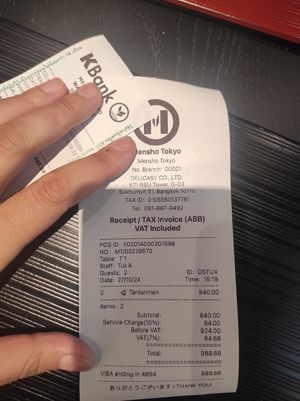 KBank
Mensho Tokyo
Mensho Tokyo
No. Branch: 00001
DELICASY CO., LTD.
571 RSU Tower, G-03
Sukhumvit 31, Bangkok 10110
TAX ID: 0105560137781
Tel: 091-887-9492
Receipt / TAX Invoice (ABB)
VAT Included
POS ID: E02014000201588
NO.: MT/00229570
Table: T 1
Staff: Tuk K
Guests: 2 ID: OSTUX
Date: 27/10/24 Time: 15:19
2 Tantanmen 840.00
Items: 2
Subtotal: 840.00
Service Charge(10%): 84.00
Before VAT: 924.00
VAT(7%): 64.68
Total: 988.68
VISA ending in 4894 988.68
ありがとうございます | THANK YOU!